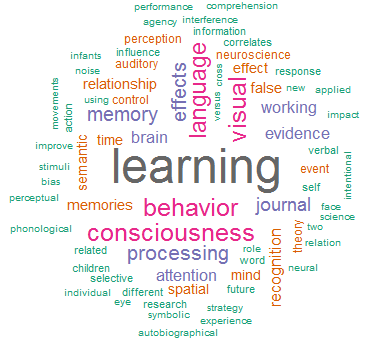 performance
comprehension
agency
interference
influence
information
infants
perception
correlates
noise
auditory
neuroscience
language
visual
effects
effect
response
relationship
using
control
versus
cross
false
new
applied
movements
action
memory
working
impact
time
brain
evidence
improve
semantic
learning
verbal
stimuli
event
bias
self
intentional
perceptual
memories
behavior
journal
face
science
phonological
consciousness
theory
two
relation
related
processing
role
word
recognition
children
attention
mind
neural
selective
spatial
future
individual
different
eye
research
strategy
symbolic
experience
autobiographical